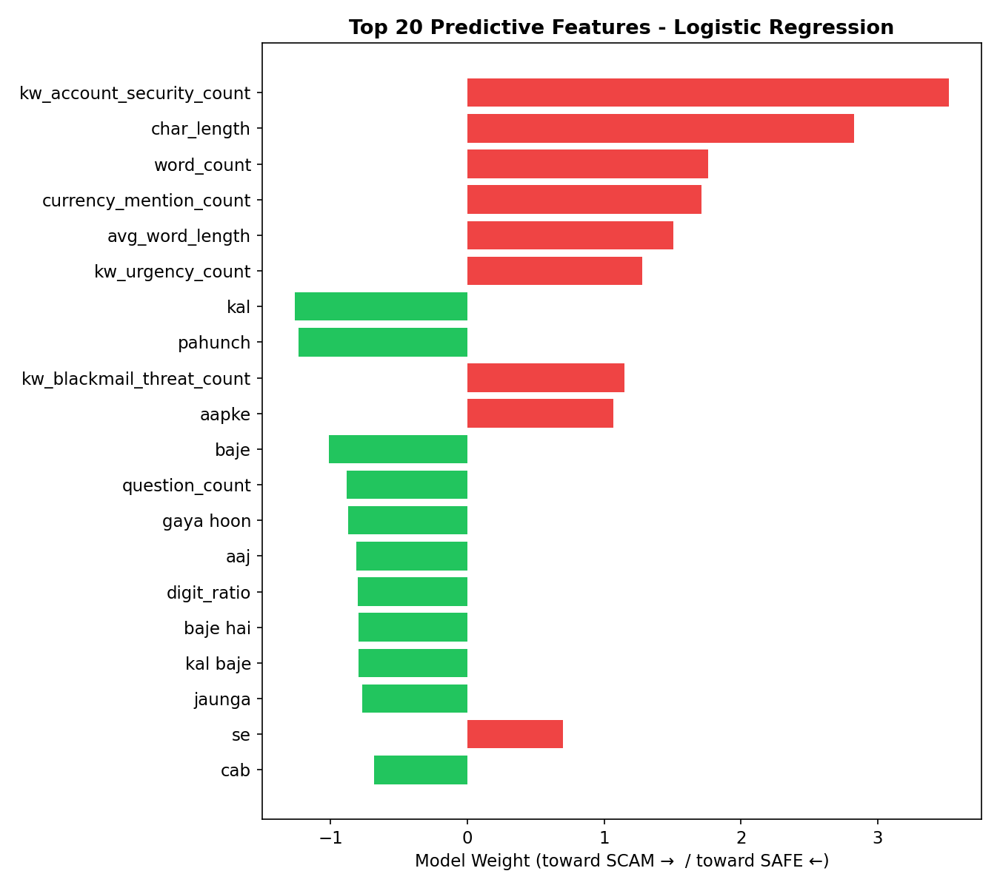 Top 20 Predictive Features - Logistic Regression
kw_account_security_count
char_length
word_count
currency_mention_count
avg_word_length
kw_urgency_count
kal
pahunch
kw_blackmail_threat_count
aapke
baje
question_count
gaya hoon
aaj
digit_ratio
baje hai
kal baje
jaunga
se
cab
−1 0 1 2 3
Model Weight (toward SCAM → / toward SAFE ←)